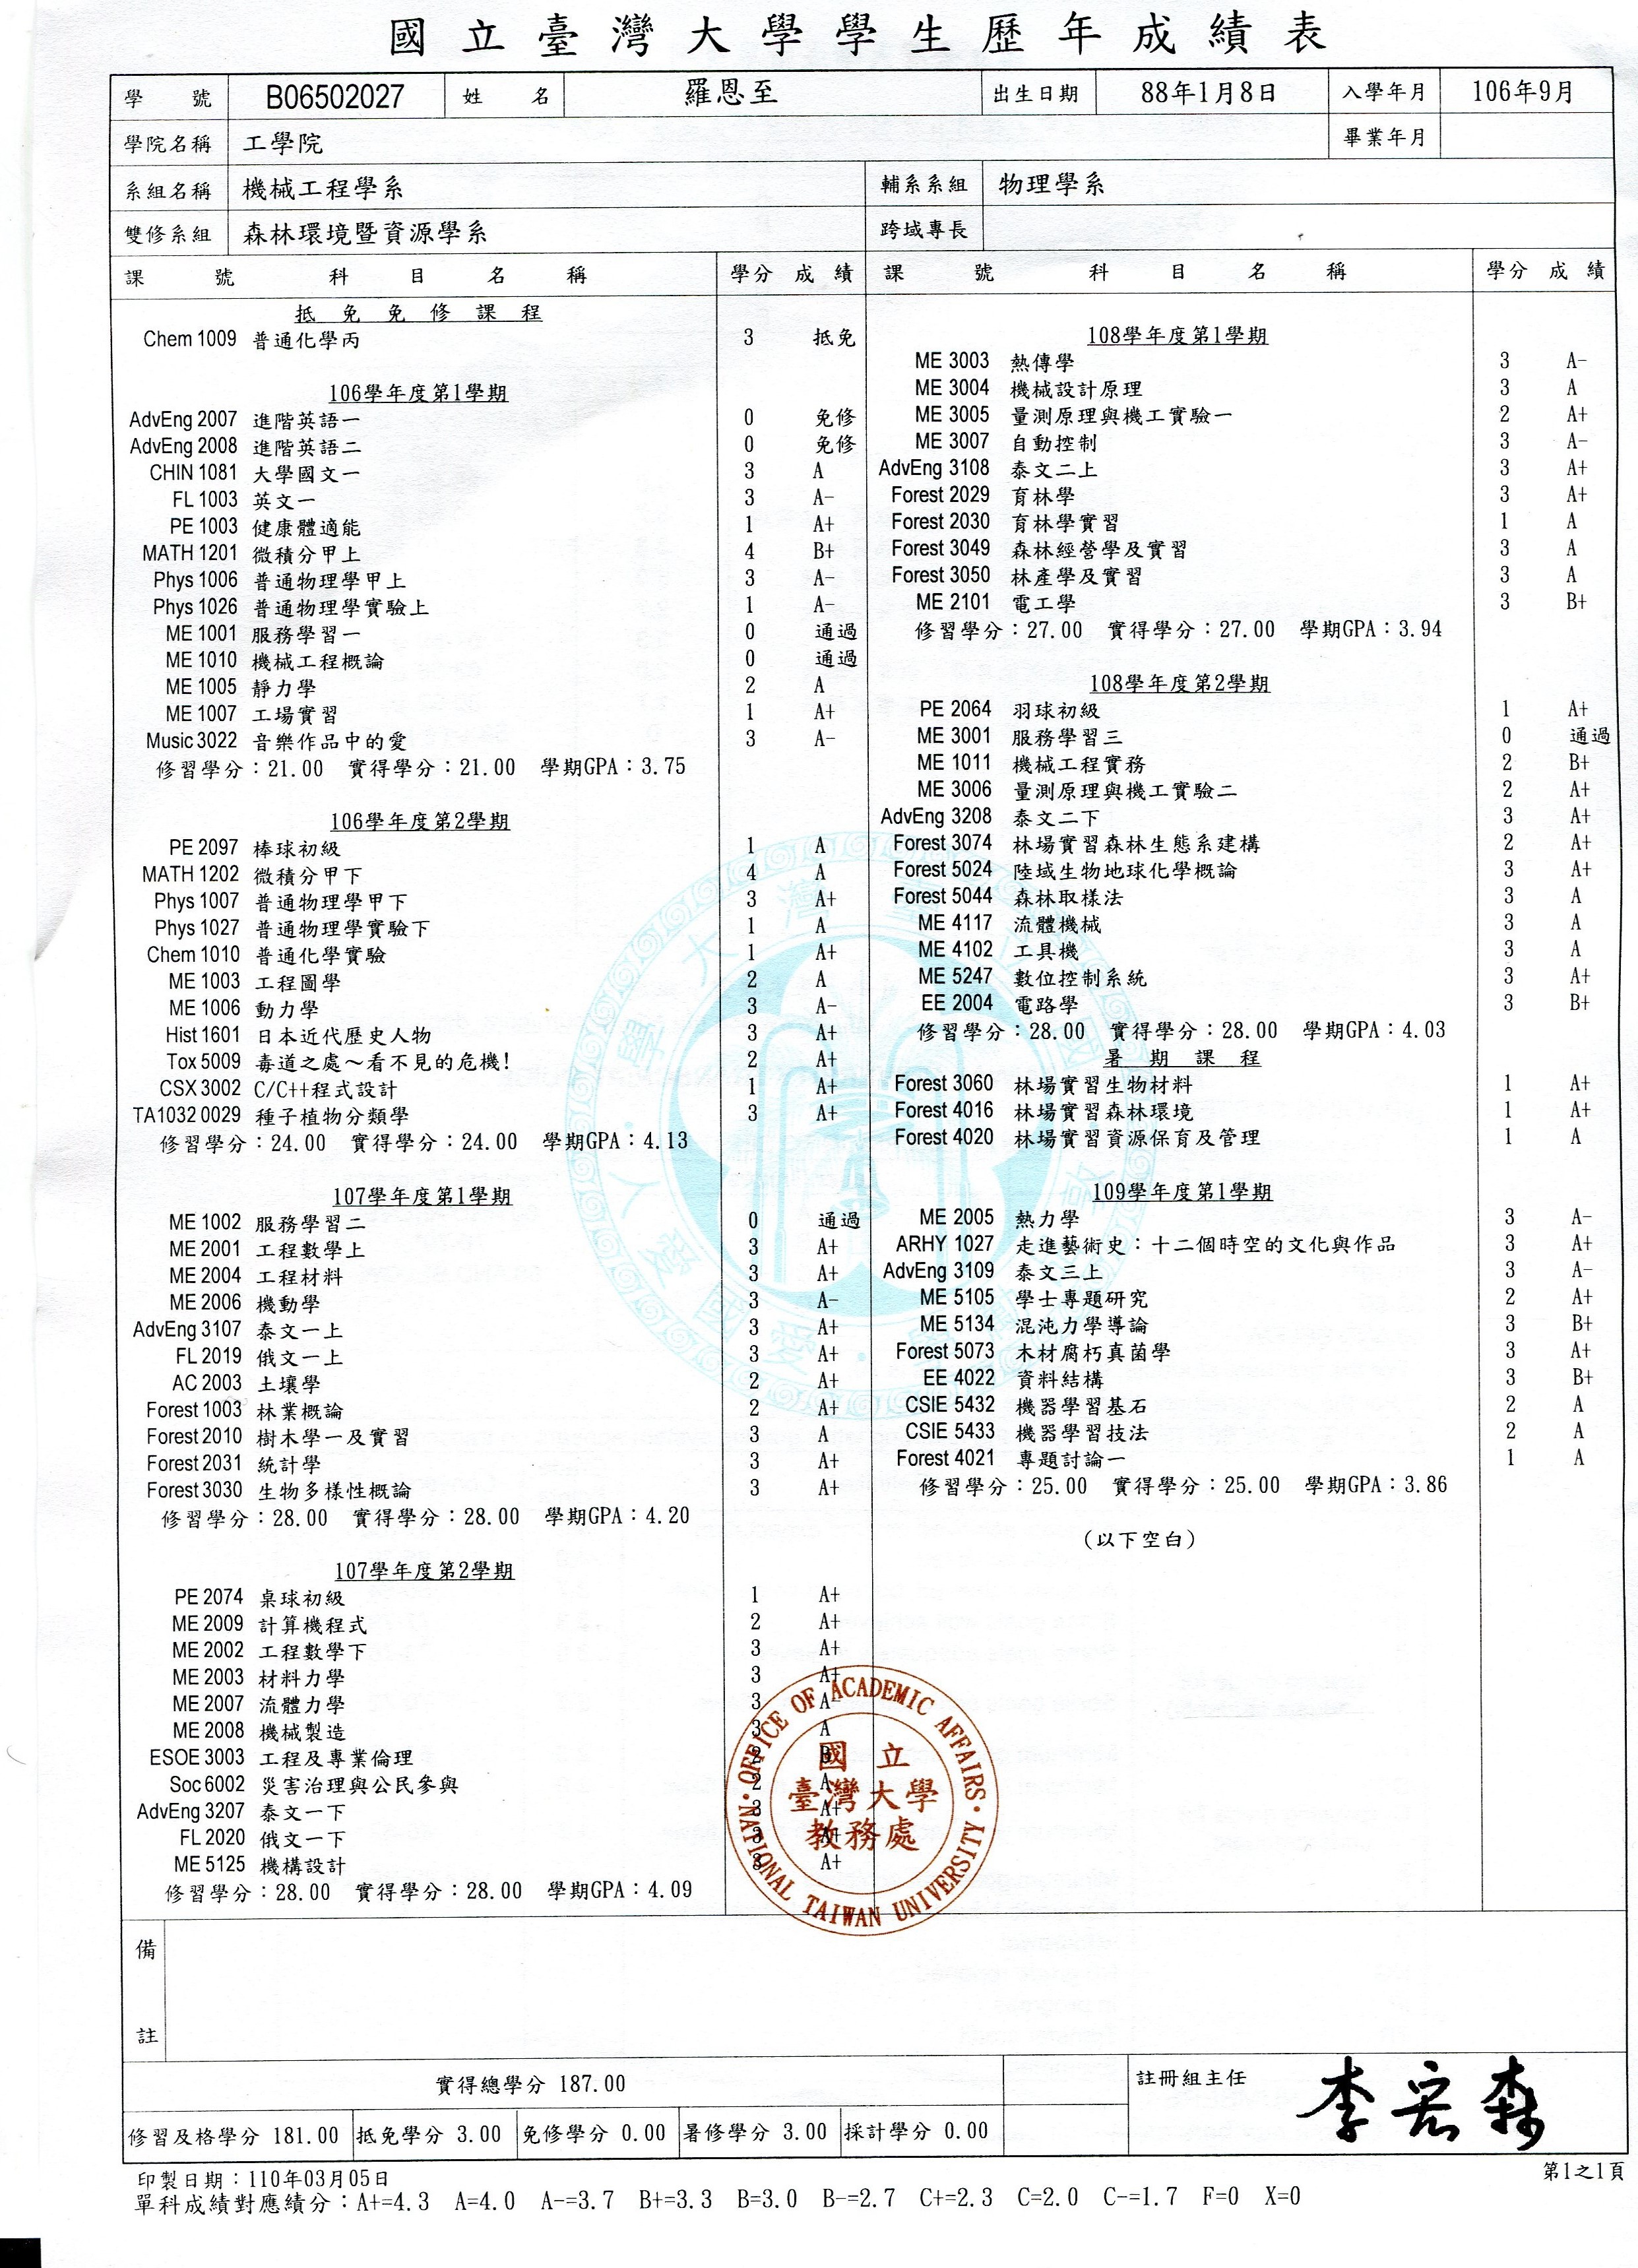 國立臺灣大學學生歷年成績表
學號 B06502027 姓名 羅恩至 出生日期 88年1月8日 入學年月 106年9月
學院名稱 工學院 畢業年月
系組名稱 機械工程學系 輔系系組 物理學系
雙修系組 森林環境暨資源學系 跨域專長
課號 科目名稱 學分 成績
抵免免修課程
Chem 1009 普通化學丙 3 抵免
106學年度第1學期
AdvEng 2007 進階英語一 0 免修
AdvEng 2008 進階英語二 0 免修
CHIN 1081 大學國文一 3 A
FL 1003 英文一 3 A-
PE 1003 健康體適能 1 A+
MATH 1201 微積分甲上 4 B+
Phys 1006 普通物理學甲上 3 A-
Phys 1026 普通物理學實驗上 1 A-
ME 1001 服務學習一 0 通過
ME 1010 機械工程概論 0 通過
ME 1005 靜力學 2 A
ME 1007 工場實習 1 A+
Music 3022 音樂作品中的愛 3 A-
修習學分：21.00 實得學分：21.00 學期GPA：3.75
106學年度第2學期
PE 2097 棒球初級 1 A
MATH 1202 微積分甲下 4 A
Phys 1007 普通物理學甲下 3 A+
Phys 1027 普通物理學實驗下 1 A
Chem 1010 普通化學實驗 1 A+
ME 1003 工程圖學 2 A
ME 1006 動力學 3 A-
Hist 1601 日本近代歷史人物 3 A+
Tox 5009 毒道之處～看不見的危機! 2 A+
CSX 3002 C/C++程式設計 1 A+
TA1032 0029 種子植物分類學 3 A+
修習學分：24.00 實得學分：24.00 學期GPA：4.13
107學年度第1學期
ME 1002 服務學習二 0 通過
ME 2001 工程數學上 3 A+
ME 2004 工程材料 3 A+
ME 2006 機動學 3 A-
AdvEng 3107 泰文一上 3 A+
FL 2019 俄文一上 3 A+
AC 2003 土壤學 2 A+
Forest 1003 林業概論 2 A+
Forest 2010 樹木學一及實習 3 A
Forest 2031 統計學 3 A+
Forest 3030 生物多樣性概論 3 A+
修習學分：28.00 實得學分：28.00 學期GPA：4.20
107學年度第2學期
PE 2074 桌球初級 1 A+
ME 2009 計算機程式 2 A+
ME 2002 工程數學下 3 A+
ME 2003 材料力學 3 A+
ME 2007 流體力學 3
ME 2008 機械製造 3 A
ESOE 3003 工程及專業倫理 2
Soc 6002 災害治理與公民參與 2
AdvEng 3207 泰文一下 3 A+
FL 2020 俄文一下 3
ME 5125 機構設計 3 A+
修習學分：28.00 實得學分：28.00 學期GPA：4.09
課號 科目名稱 學分 成績
108學年度第1學期
ME 3003 熱傳學 3 A-
ME 3004 機械設計原理 3 A
ME 3005 量測原理與機工實驗一 2 A+
ME 3007 自動控制 3 A-
AdvEng 3108 泰文二上 3 A+
Forest 2029 育林學 3 A+
Forest 2030 育林學實習 1 A
Forest 3049 森林經營學及實習 3 A
Forest 3050 林產學及實習 3 A
ME 2101 電工學 3 B+
修習學分：27.00 實得學分：27.00 學期GPA：3.94
108學年度第2學期
PE 2064 羽球初級 1 A+
ME 3001 服務學習三 0 通過
ME 1011 機械工程實務 2 B+
ME 3006 量測原理與機工實驗二 2 A+
AdvEng 3208 泰文二下 3 A+
Forest 3074 林場實習森林生態系建構 2 A+
Forest 5024 陸域生物地球化學概論 3 A+
Forest 5044 森林取樣法 3 A
ME 4117 流體機械 3 A
ME 4102 工具機 3 A
ME 5247 數位控制系統 3 A+
EE 2004 電路學 3 B+
修習學分：28.00 實得學分：28.00 學期GPA：4.03
暑期課程
Forest 3060 林場實習生物材料 1 A+
Forest 4016 林場實習森林環境 1 A+
Forest 4020 林場實習資源保育及管理 1 A
109學年度第1學期
ME 2005 熱力學 3 A-
ARHY 1027 走進藝術史：十二個時空的文化與作品 3 A+
AdvEng 3109 泰文三上 3 A-
ME 5105 學士專題研究 2 A+
ME 5134 混沌力學導論 3 B+
Forest 5073 木材腐朽真菌學 3 A+
EE 4022 資料結構 3 B+
CSIE 5432 機器學習基石 2 A
CSIE 5433 機器學習技法 2 A
Forest 4021 專題討論一 1 A
修習學分：25.00 實得學分：25.00 學期GPA：3.86
(以下空白)
OFFICE OF ACADEMIC AFFAIRS · NATIONAL TAIWAN UNIVERSITY ·
國立
臺灣大學
教務處
備註
實得總學分 187.00
註冊組主任 李宏森
修習及格學分 181.00 抵免學分 3.00 免修學分 0.00 暑修學分 3.00 採計學分 0.00
印製日期：110年03月05日
第1之1頁
單科成績對應績分：A+=4.3 A=4.0 A-=3.7 B+=3.3 B=3.0 B-=2.7 C+=2.3 C=2.0 C-=1.7 F=0 X=0